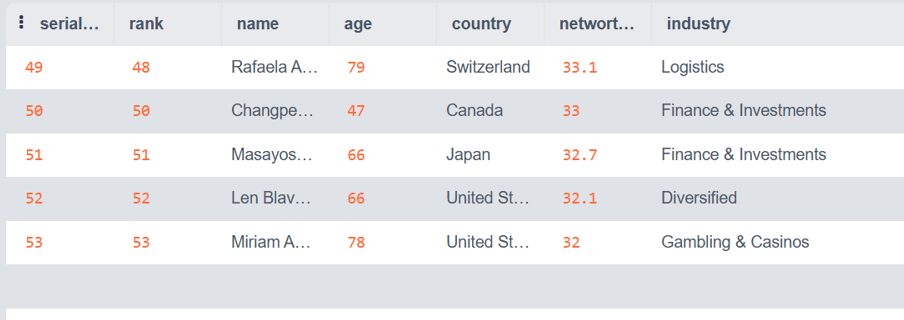 serial... rank name age country network... industry
49 48 Rafaela A... 79 Switzerland 33.1 Logistics
50 50 Changpe... 47 Canada 33 Finance & Investments
51 51 Masayos... 66 Japan 32.7 Finance & Investments
52 52 Len Blav... 66 United St... 32.1 Diversified
53 53 Miriam A... 78 United St... 32 Gambling & Casinos